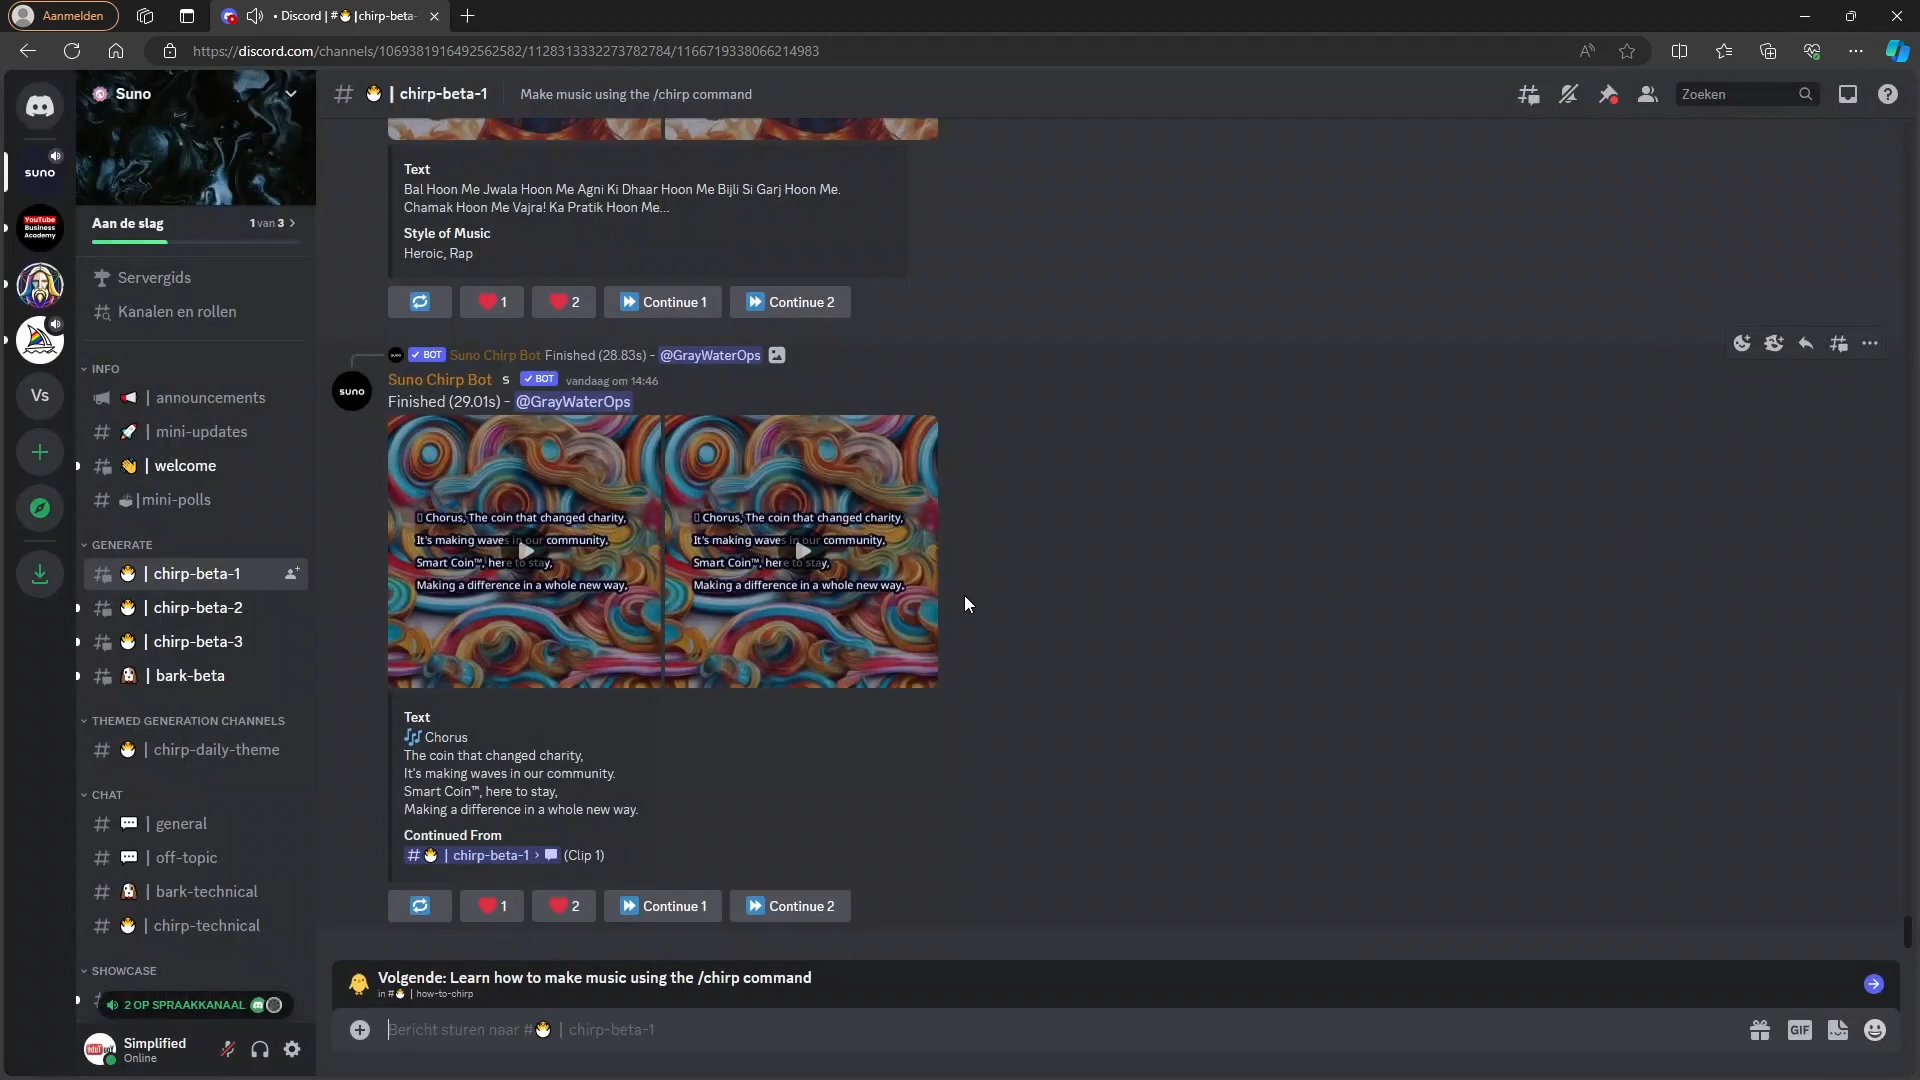 Aanmelden
• Discord | #🐣|chirp-beta-
https://discord.com/channels/1069381916492562582/1128313332273782784/1166719338066214983
Suno
🐣 | chirp-beta-1
Make music using the /chirp command
Zoeken
suno
YouTube
Business
Academy
Vs
Aan de slag
1 van 3
Servergids
Kanalen en rollen
INFO
📢 | announcements
🚀 | mini-updates
👋 | welcome
🗳|mini-polls
GENERATE
🐣 | chirp-beta-1
🐣 | chirp-beta-2
🐣 | chirp-beta-3
🐶 | bark-beta
THEMED GENERATION CHANNELS
🐣 | chirp-daily-theme
CHAT
💬 | general
💬 | off-topic
🐶 | bark-technical
🐣 | chirp-technical
SHOWCASE
2 OP SPRAAKKANAAL
Simplified
Online
Text
Bal Hoon Me Jwala Hoon Me Agni Ki Dhaar Hoon Me Bijli Si Garj Hoon Me.
Chamak Hoon Me Vajra! Ka Pratik Hoon Me...
Style of Music
Heroic, Rap
❤️ 1
❤️ 2
⏩ Continue 1
⏩ Continue 2
✓ BOT Suno Chirp Bot Finished (28.83s) - @GrayWaterOps
suno
Suno Chirp Bot S ✓ BOT vandaag om 14:46
Finished (29.01s) - @GrayWaterOps
▯ Chorus, The coin that changed charity,
It's making waves in our community.
Smart Coin™, here to stay,
Making a difference in a whole new way.
▯ Chorus, The coin that changed charity,
It's making waves in our community.
Smart Coin™, here to stay,
Making a difference in a whole new way.
Text
🎶 Chorus
The coin that changed charity,
It's making waves in our community.
Smart Coin™, here to stay,
Making a difference in a whole new way.
Continued From
# 🐣 | chirp-beta-1 › (Clip 1)
❤️ 1
❤️ 2
⏩ Continue 1
⏩ Continue 2
Volgende: Learn how to make music using the /chirp command
in #🐣 | how-to-chirp
Bericht sturen naar #🐣 | chirp-beta-1
GIF